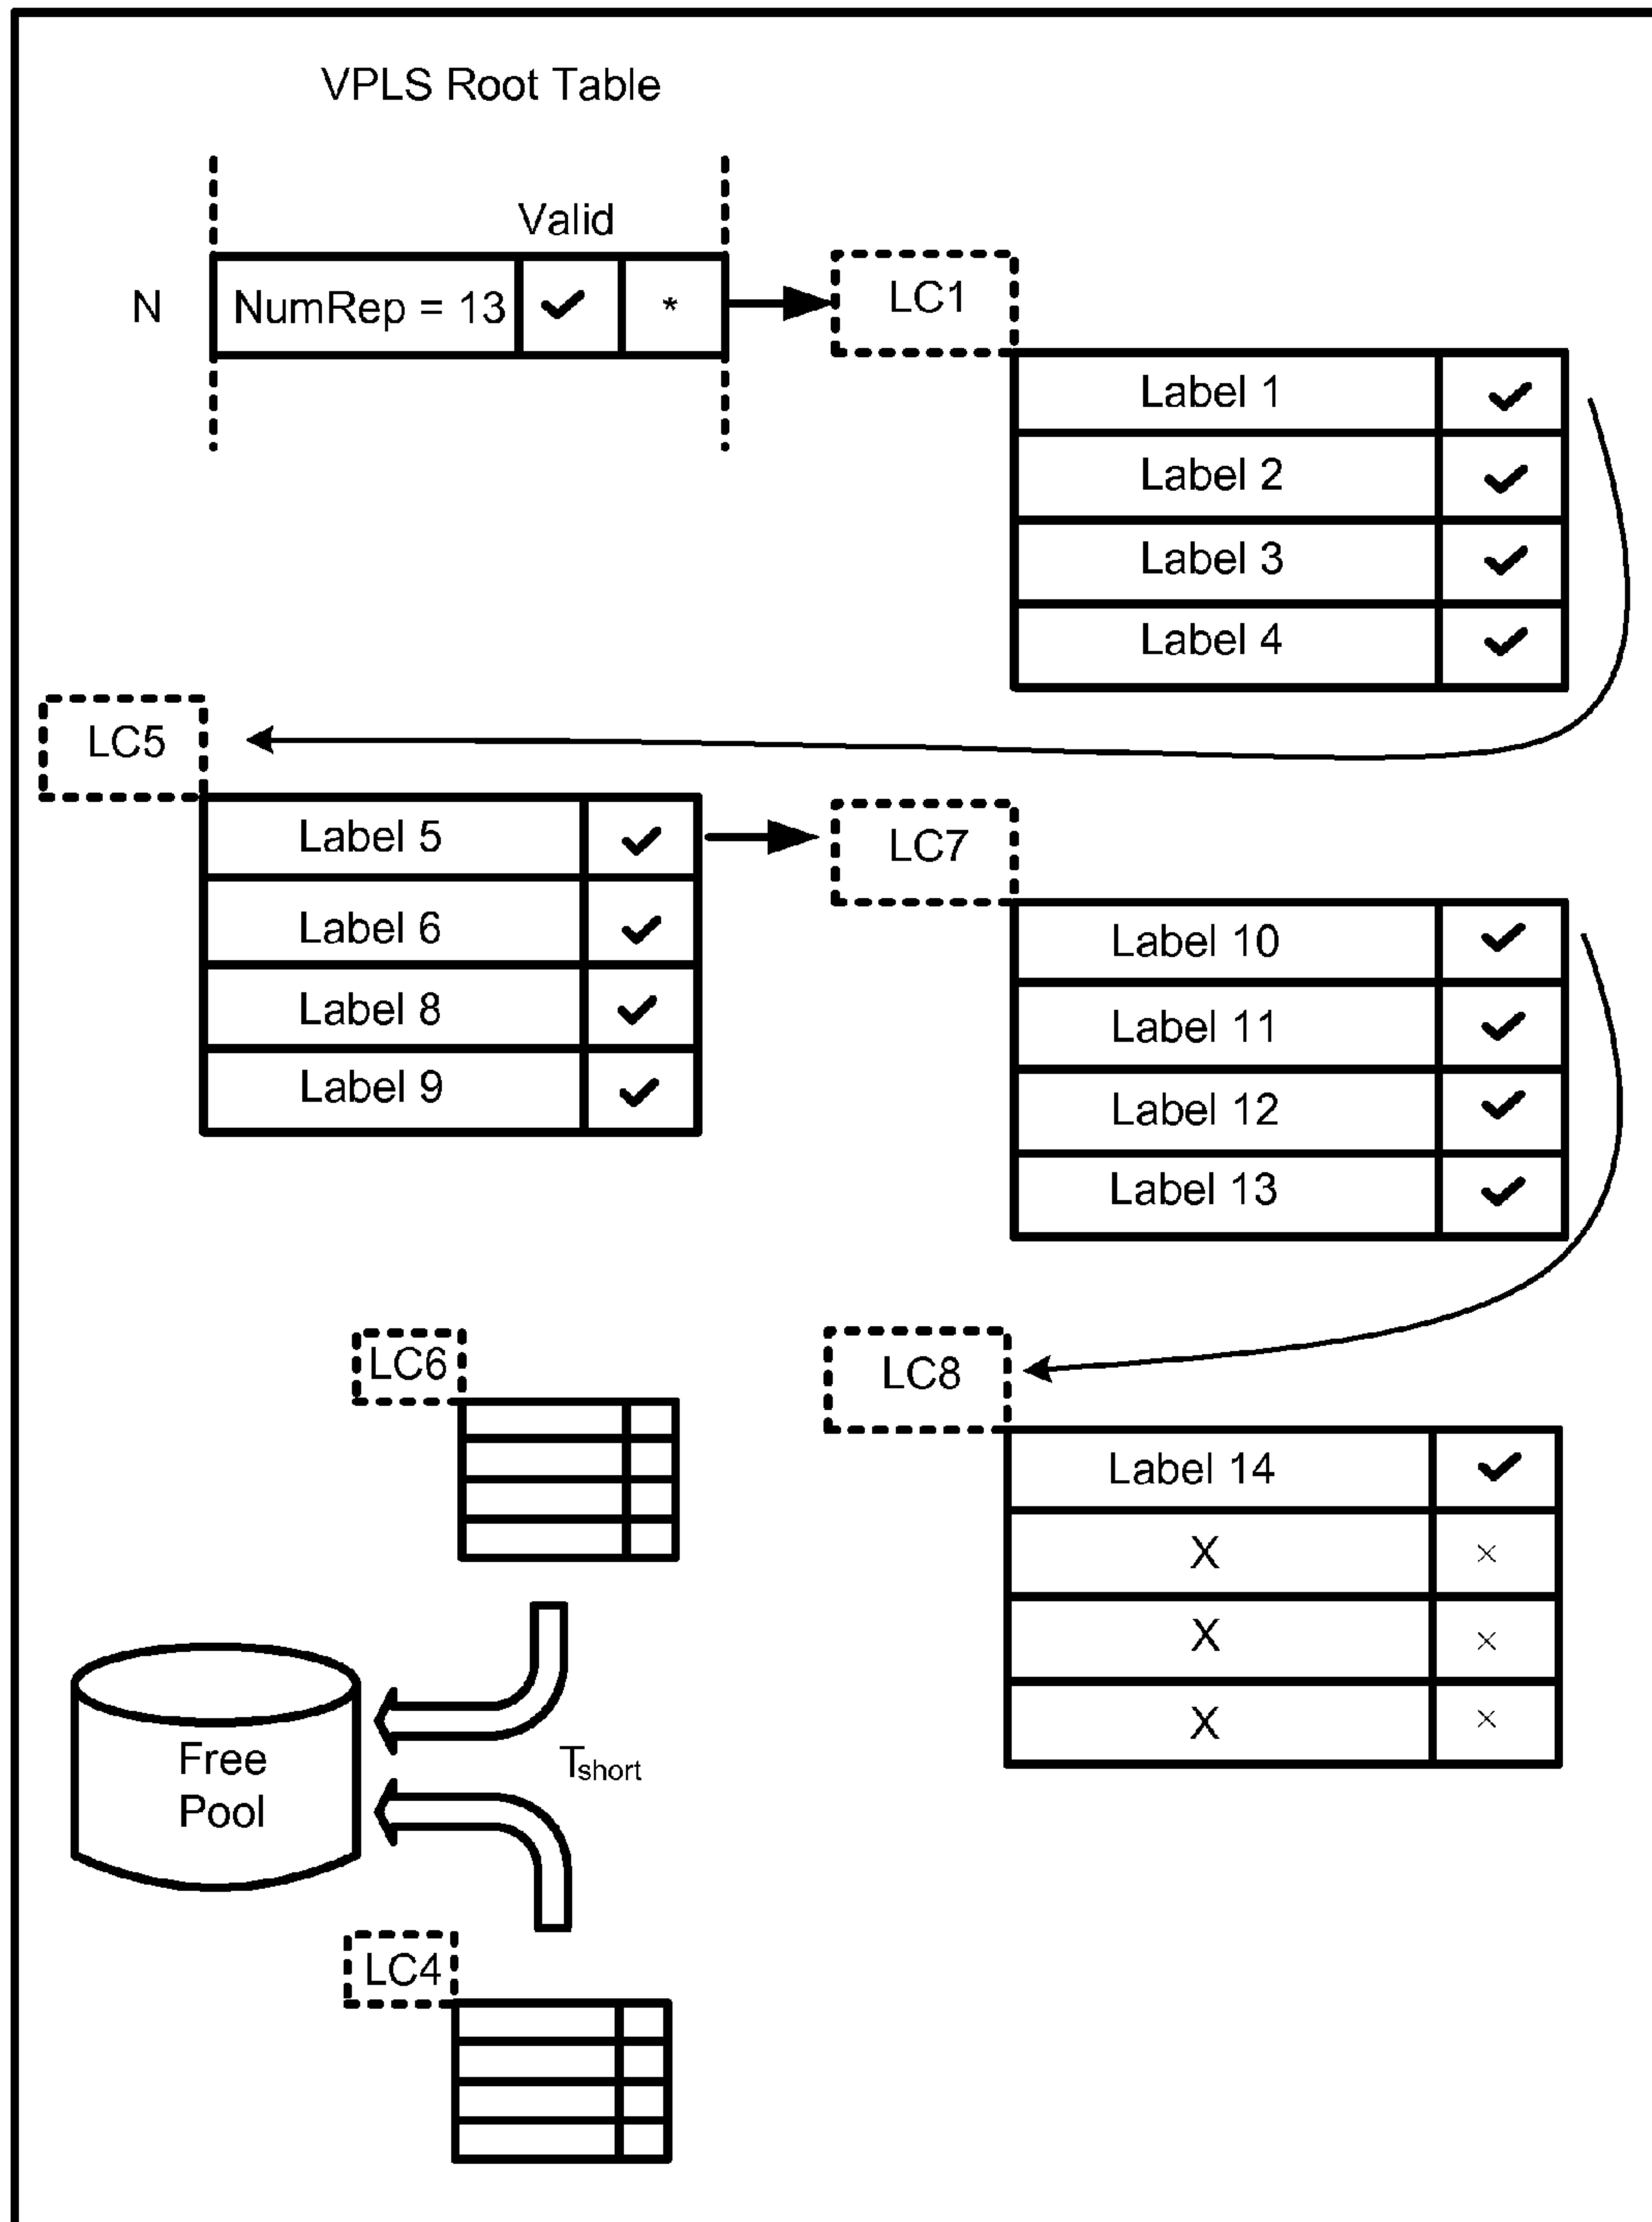 VPLS Root Table
Valid
N
NumRep = 13
*
LC1
Label 1
Label 2
Label 3
Label 4
LC5
Label 5
Label 6
Label 8
Label 9
LC7
Label 10
Label 11
Label 12
Label 13
LC6
LC8
Label 14
X ×
X ×
X ×
Free
Pool
Tshort
LC4